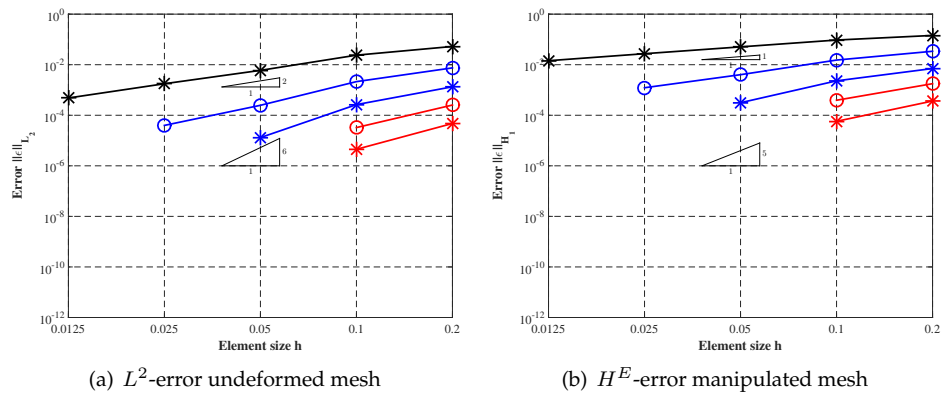 10^0
10^-2
10^-4
10^-6
10^-8
10^-10
10^-12
Error ||ϵ||_L_2
2
1
6
1
0.0125 0.025 0.05 0.1 0.2
Element size h
(a) L^2-error undeformed mesh
10^0
10^-2
10^-4
10^-6
10^-8
10^-10
10^-12
Error ||ϵ||_H_1
1
1
5
1
0.0125 0.025 0.05 0.1 0.2
Element size h
(b) H^E-error manipulated mesh